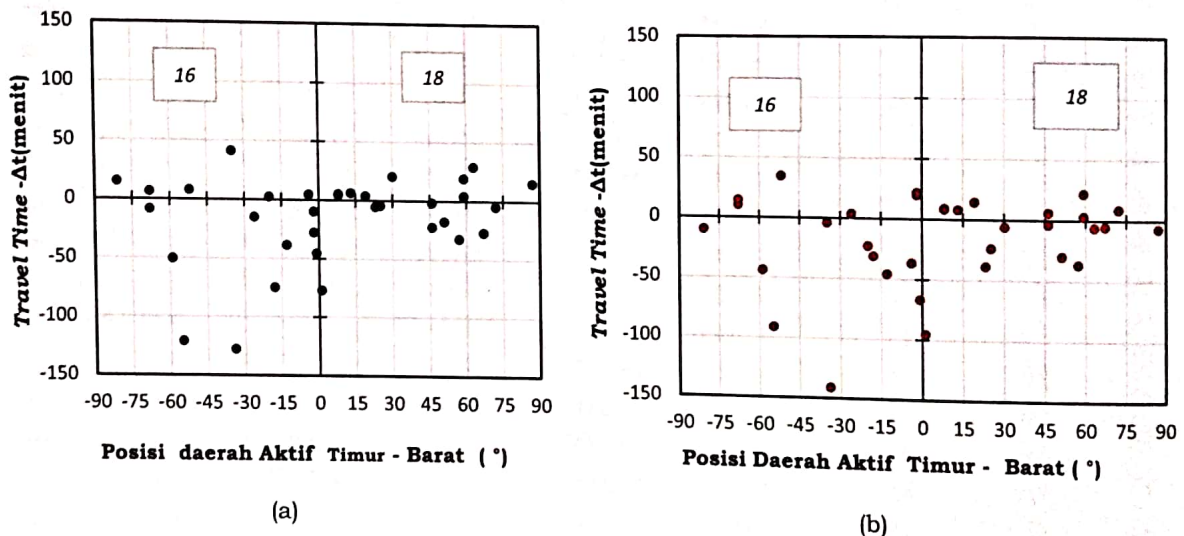 150
100
50
0
-50
-100
-150
Travel Time -Δt(menit)
16
18
-90 -75 -60 -45 -30 -15 0 15 30 45 60 75 90
Posisi daerah Aktif Timur - Barat ( °)
(a)
150
100
50
0
-50
-100
-150
Travel Time -Δt(menit)
16
18
-90 -75 -60 -45 -30 -15 0 15 30 45 60 75 90
Posisi Daerah Aktif Timur - Barat ( °)
(b)